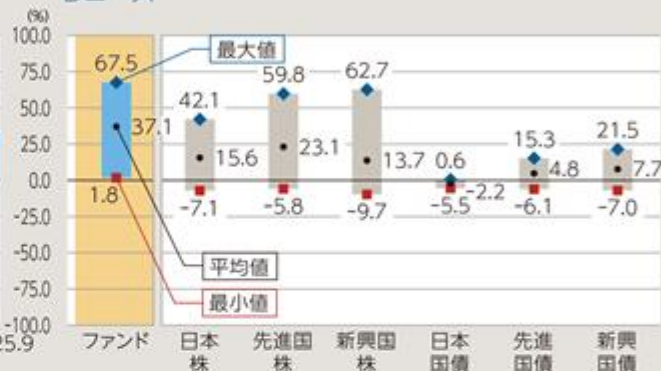 (%)
100.0
75.0
50.0
25.0
0.0
-25.0
-50.0
-75.0
-100.0
67.5
37.1
1.8
最大値
平均値
最小値
42.1
15.6
-7.1
59.8
23.1
-5.8
62.7
13.7
-9.7
0.6
-2.2
-5.5
15.3
4.8
-6.1
21.5
7.7
-7.0
25.9
ファンド
日本
株
先進国
株
新興国
株
日本
国債
先進
国債
新興
国債